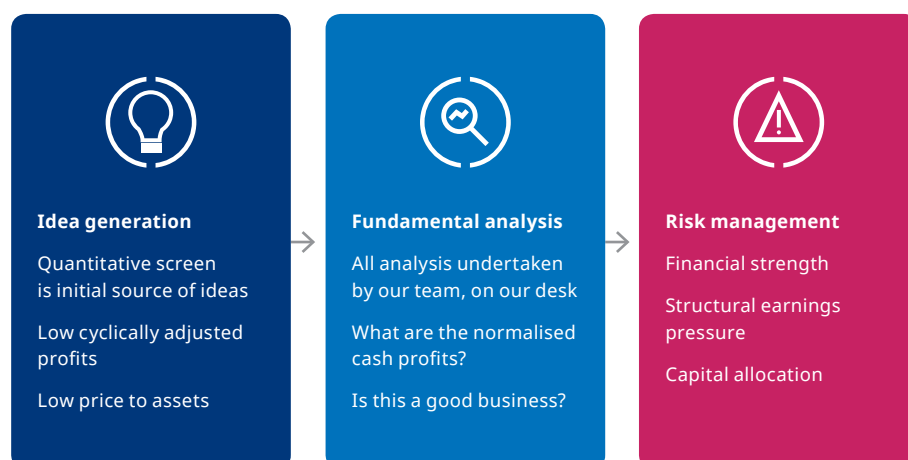 Idea generation
Quantitative screen
is initial source of ideas
Low cyclically adjusted
profits
Low price to assets
Fundamental analysis
All analysis undertaken
by our team, on our desk
What are the normalised
cash profits?
Is this a good business?
Risk management
Financial strength
Structural earnings
pressure
Capital allocation